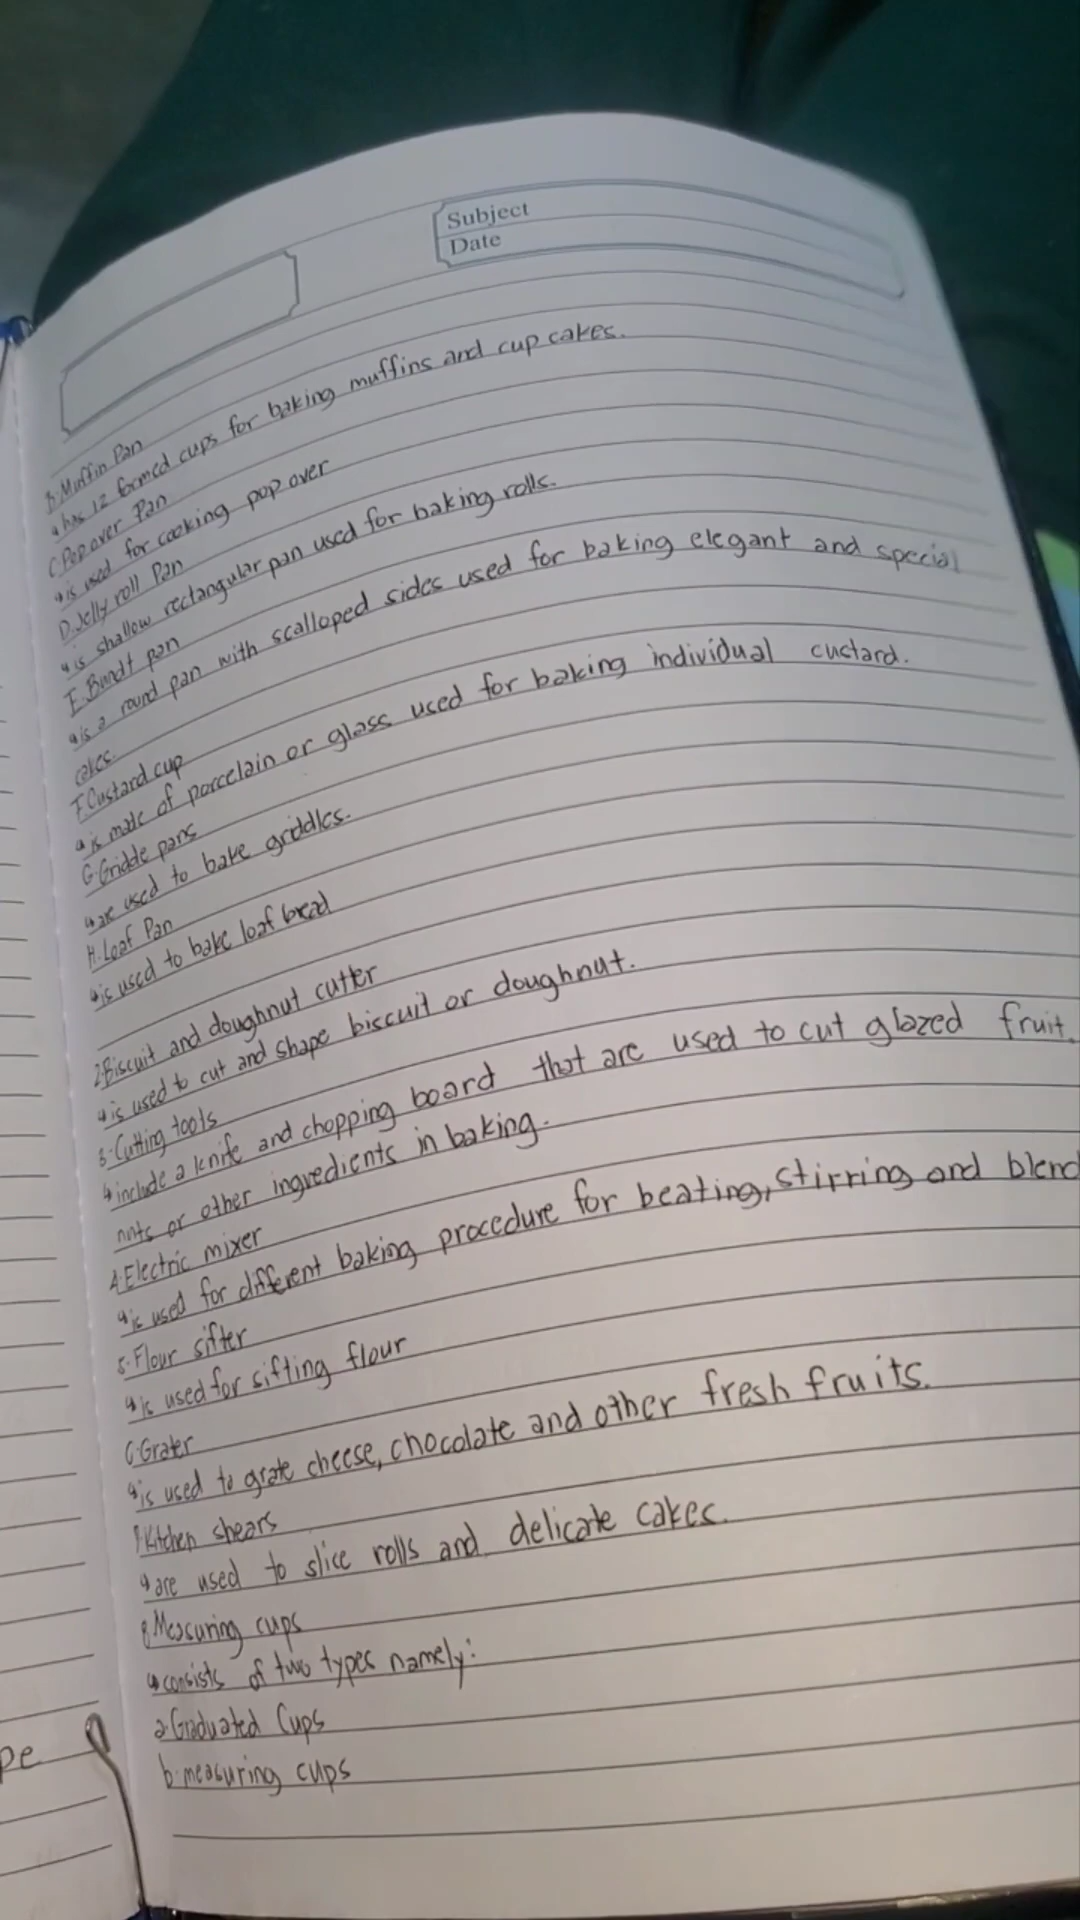 Subject
Date
B. Muffin Pan
↳ has 12 formed cups for baking muffins and cup cakes.
C. Pop over Pan
↳ is used for cooking pop over
D. Jelly roll Pan
↳ is shallow rectangular pan used for baking rolls.
E. Bundt pan
↳ is a round pan with scalloped sides used for baking elegant and special
cakes.
F. Custard cup
↳ is made of porcelain or glass used for baking individual custard.
G. Gridde pans
↳ are used to bake griddles.
H. Loaf Pan
↳ is used to bake loaf bread
2. Biscuit and doughnut cutter
↳ is used to cut and shape biscuit or doughnut.
3. Cutting tools
↳ include a knife and chopping board that are used to cut glazed fruit,
nuts or other ingredients in baking.
4. Electric mixer
↳ is used for different baking procedure for beating, stirring and blend
5. Flour sifter
↳ is used for sifting flour
6. Grater
↳ is used to grate cheese, chocolate and other fresh fruits.
7. Kitchen shears
↳ are used to slice rolls and delicate cakes.
8. Measuring cups
↳ consists of two types namely:
a. Graduated Cups
b. measuring cups
pe